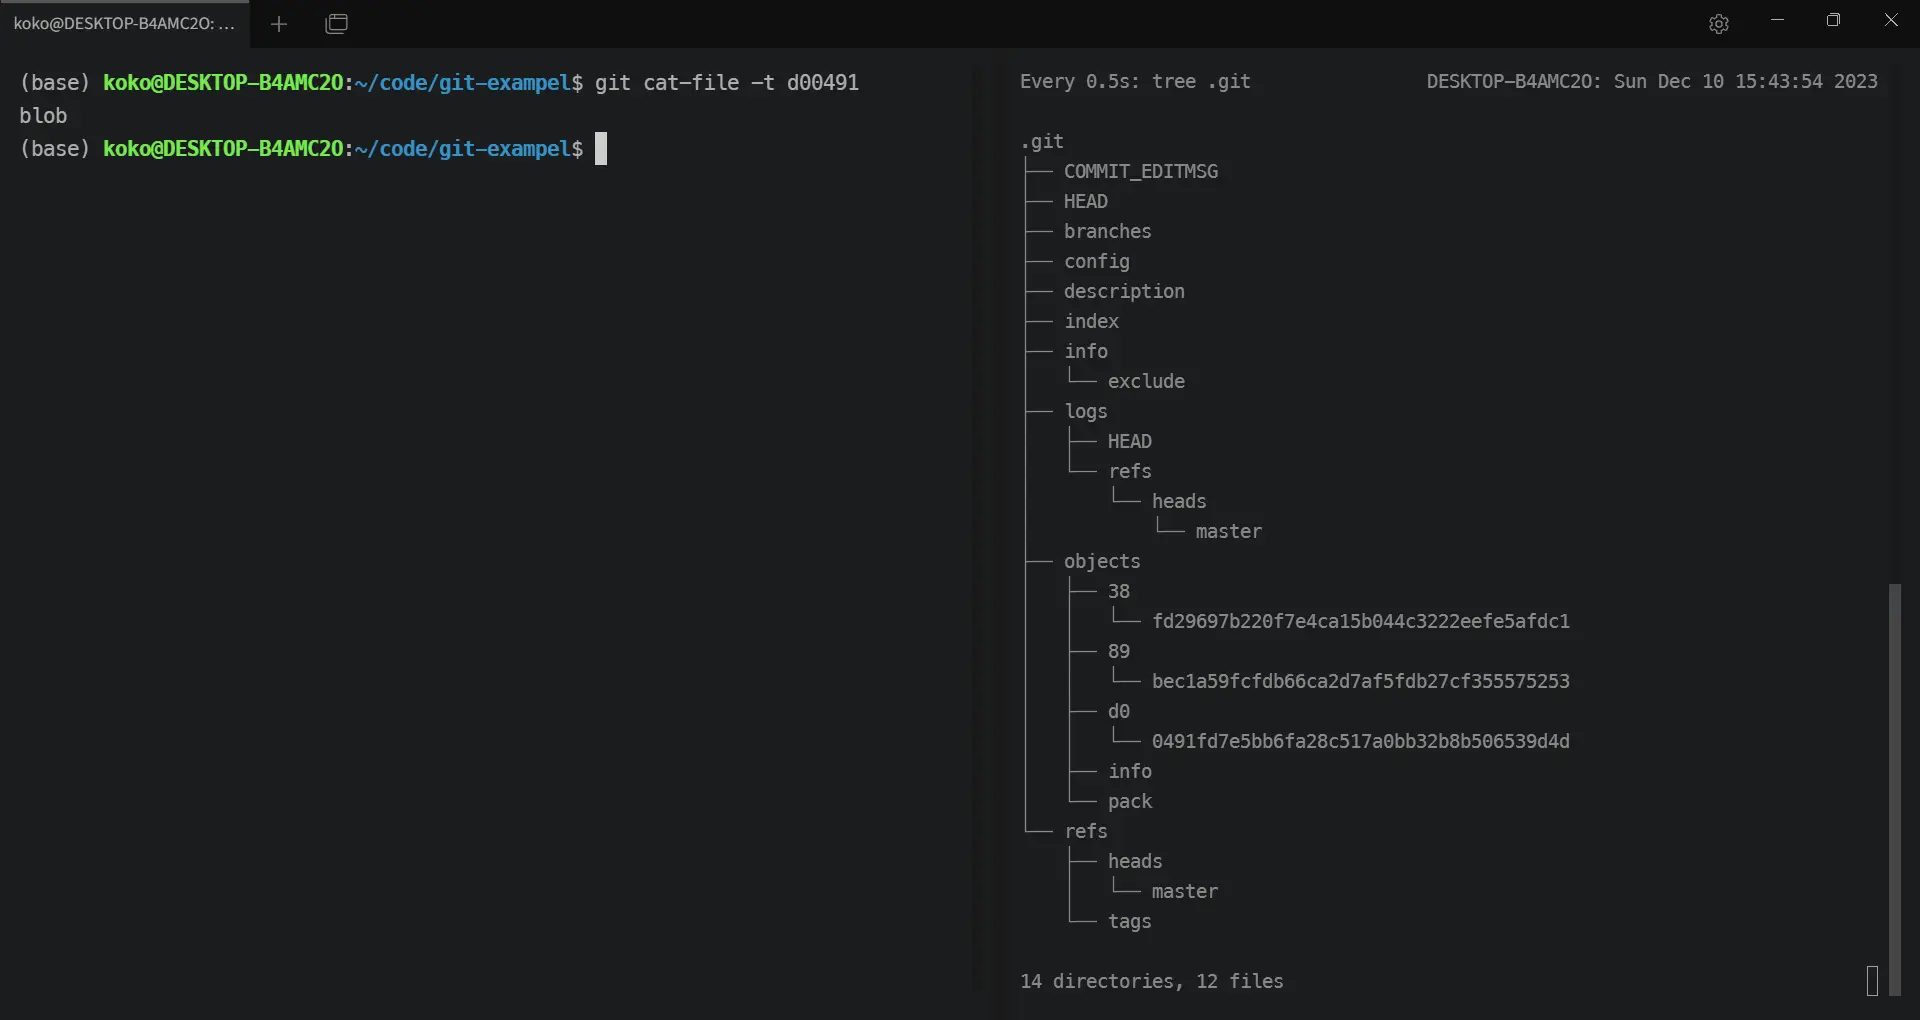 koko@DESKTOP-B4AMC2O: ...
(base) koko@DESKTOP-B4AMC2O:~/code/git-exampel$ git cat-file -t d00491
blob
(base) koko@DESKTOP-B4AMC2O:~/code/git-exampel$
Every 0.5s: tree .git DESKTOP-B4AMC2O: Sun Dec 10 15:43:54 2023
.git
├── COMMIT_EDITMSG
├── HEAD
├── branches
├── config
├── description
├── index
├── info
│   └── exclude
├── logs
│   ├── HEAD
│   └── refs
│       └── heads
│           └── master
├── objects
│   ├── 38
│   │   └── fd29697b220f7e4ca15b044c3222eefe5afdc1
│   ├── 89
│   │   └── bec1a59fcfdb66ca2d7af5fdb27cf355575253
│   ├── d0
│   │   └── 0491fd7e5bb6fa28c517a0bb32b8b506539d4d
│   ├── info
│   └── pack
└── refs
    ├── heads
    │   └── master
    └── tags
14 directories, 12 files